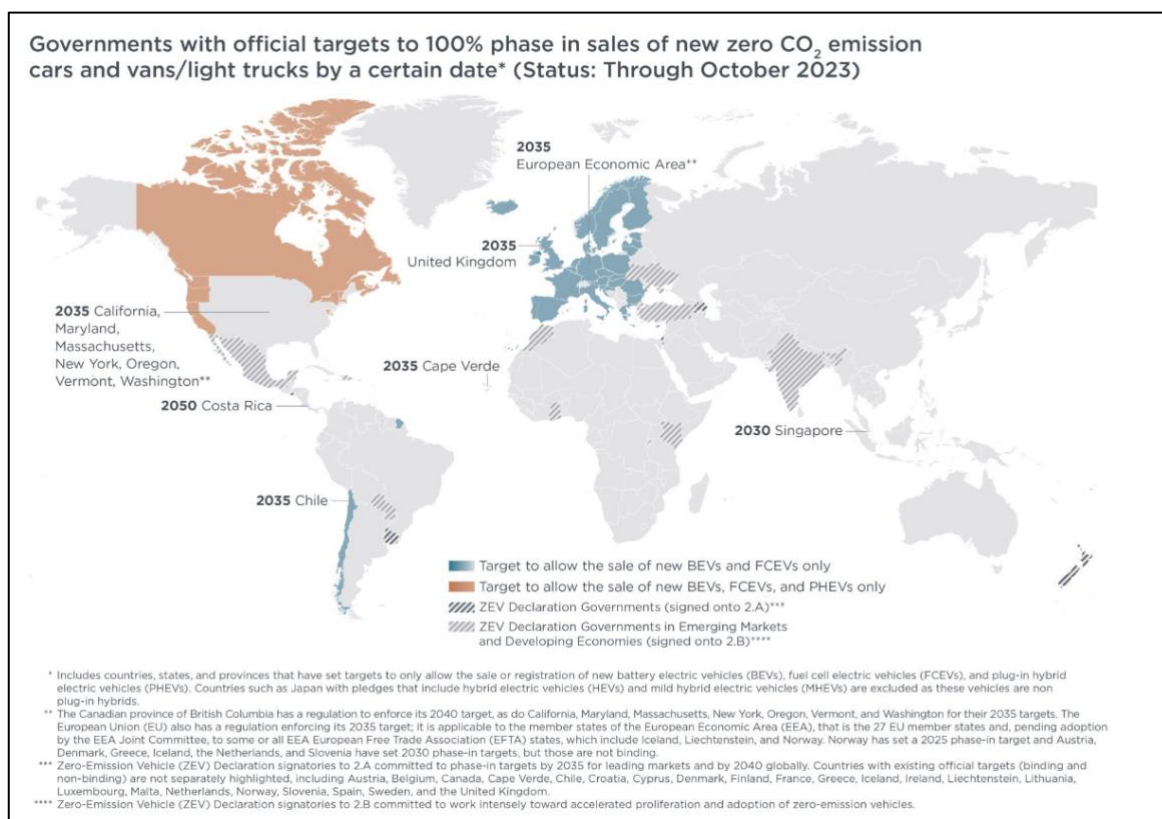 Governments with official targets to 100% phase in sales of new zero CO₂ emission
cars and vans/light trucks by a certain date* (Status: Through October 2023)
2035
European Economic Area**
2035
United Kingdom
2035 California,
Maryland,
Massachusetts,
New York, Oregon,
Vermont, Washington**
2035 Cape Verde
2050 Costa Rica
2030 Singapore
2035 Chile
Target to allow the sale of new BEVs and FCEVs only
Target to allow the sale of new BEVs, FCEVs, and PHEVs only
ZEV Declaration Governments (signed onto 2.A)***
ZEV Declaration Governments in Emerging Markets
and Developing Economies (signed onto 2.B)****
* Includes countries, states, and provinces that have set targets to only allow the sale or registration of new battery electric vehicles (BEVs), fuel cell electric vehicles (FCEVs), and plug-in hybrid
electric vehicles (PHEVs). Countries such as Japan with pledges that include hybrid electric vehicles (HEVs) and mild hybrid electric vehicles (MHEVs) are excluded as these vehicles are non
plug-in hybrids.
** The Canadian province of British Columbia has a regulation to enforce its 2040 target, as do California, Maryland, Massachusetts, New York, Oregon, Vermont, and Washington for their 2035 targets. The
European Union (EU) also has a regulation enforcing its 2035 target; it is applicable to the member states of the European Economic Area (EEA), that is the 27 EU member states and, pending adoption
by the EEA Joint Committee, to some or all EEA European Free Trade Association (EFTA) states, which include Iceland, Liechtenstein, and Norway. Norway has set a 2025 phase-in target and Austria,
Denmark, Greece, Iceland, the Netherlands, and Slovenia have set 2030 phase-in targets, but those are not binding.
*** Zero-Emission Vehicle (ZEV) Declaration signatories to 2.A committed to phase-in targets by 2035 for leading markets and by 2040 globally. Countries with existing official targets (binding and
non-binding) are not separately highlighted, including Austria, Belgium, Canada, Cape Verde, Chile, Croatia, Cyprus, Denmark, Finland, France, Greece, Iceland, Ireland, Liechtenstein, Lithuania,
Luxembourg, Malta, Netherlands, Norway, Slovenia, Spain, Sweden, and the United Kingdom.
**** Zero-Emission Vehicle (ZEV) Declaration signatories to 2.B committed to work intensely toward accelerated proliferation and adoption of zero-emission vehicles.